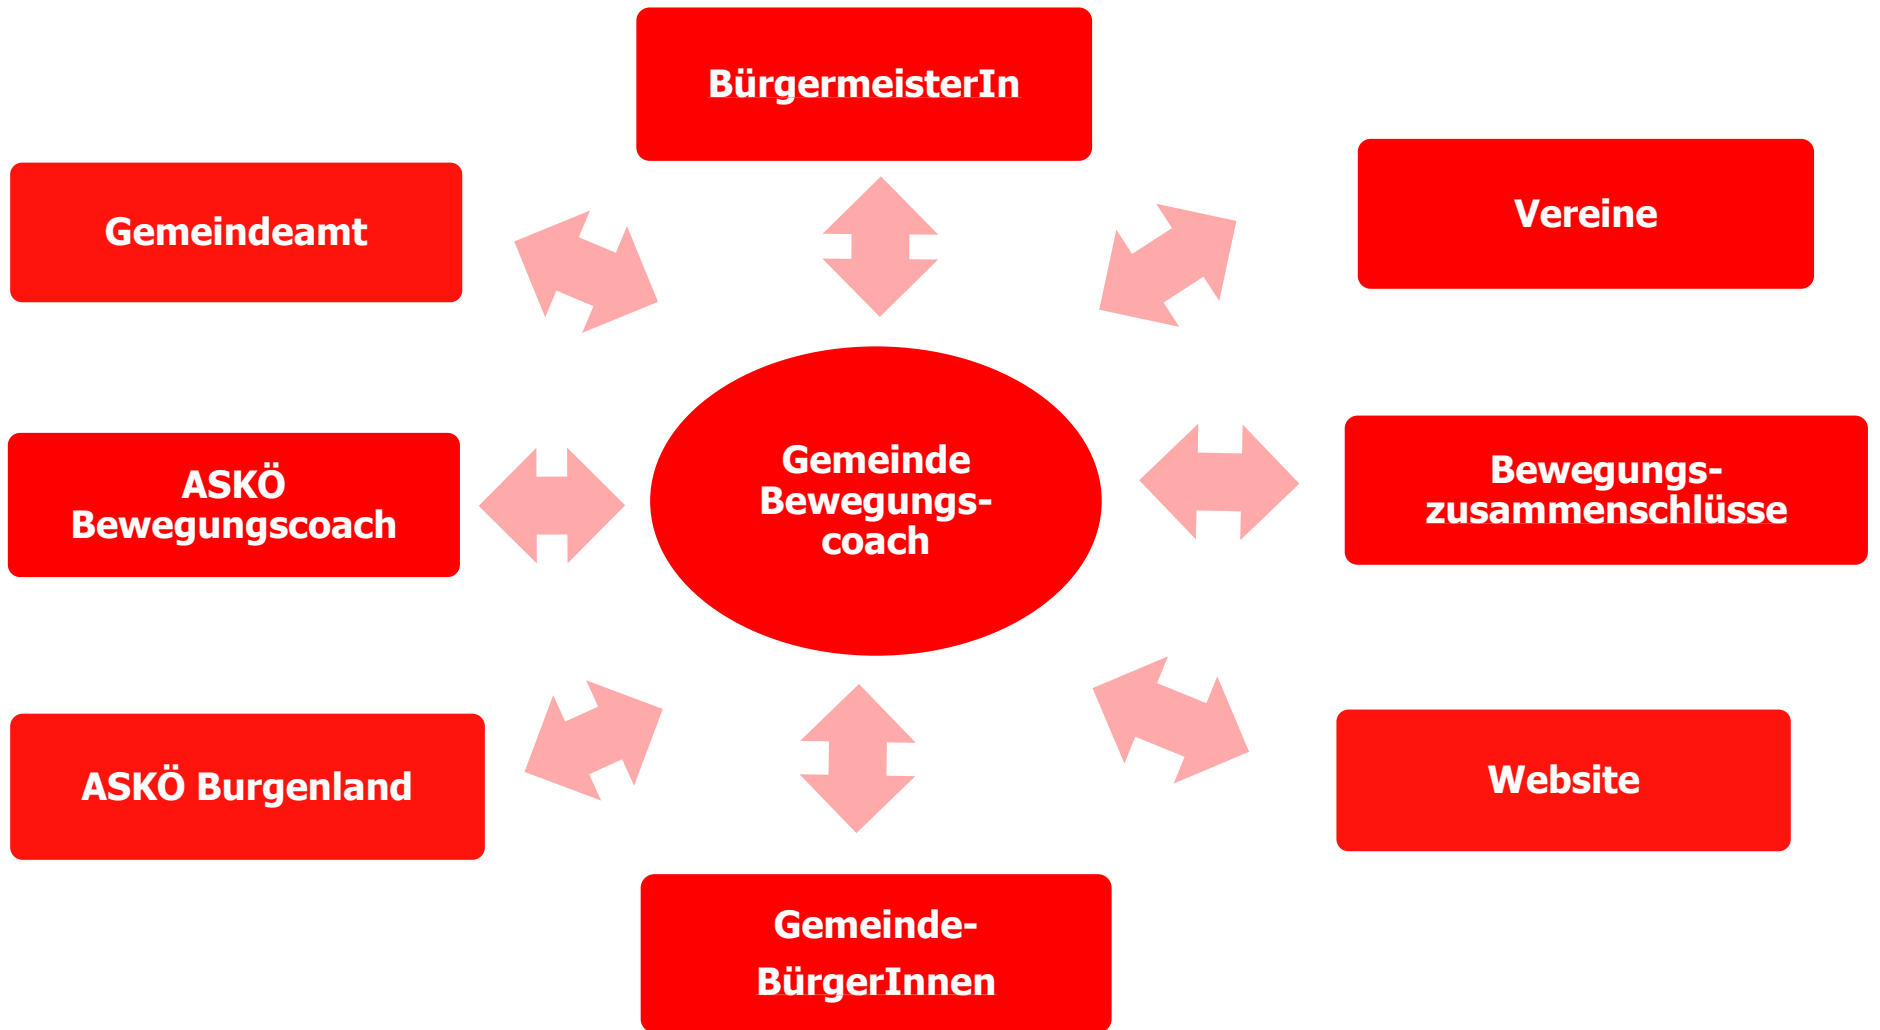 BürgermeisterIn
Vereine
Gemeindeamt
Gemeinde
Bewegungs-
coach
Bewegungs-
zusammenschlüsse
ASKÖ
Bewegungscoach
Website
ASKÖ Burgenland
Gemeinde-
BürgerInnen